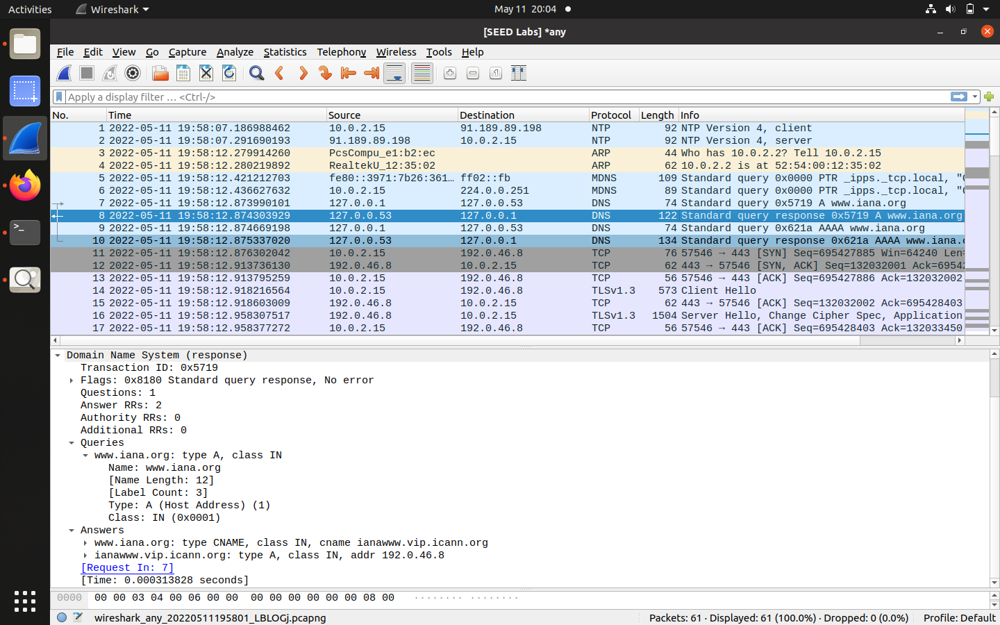 Activities Wireshark May 11 20:04
[SEED Labs] *any
File Edit View Go Capture Analyze Statistics Telephony Wireless Tools Help
Apply a display filter … <Ctrl-/>
No. Time Source Destination Protocol Length Info
1 2022-05-11 19:58:07.186988462 10.0.2.15 91.189.89.198 NTP 92 NTP Version 4, client
2 2022-05-11 19:58:07.291690193 91.189.89.198 10.0.2.15 NTP 92 NTP Version 4, server
3 2022-05-11 19:58:12.279914260 PcsCompu_e1:b2:ec ARP 44 Who has 10.0.2.2? Tell 10.0.2.15
4 2022-05-11 19:58:12.280219892 RealtekU_12:35:02 ARP 62 10.0.2.2 is at 52:54:00:12:35:02
5 2022-05-11 19:58:12.421212703 fe80::3971:7b26:361… ff02::fb MDNS 109 Standard query 0x0000 PTR _ipps._tcp.local, "
6 2022-05-11 19:58:12.436627632 10.0.2.15 224.0.0.251 MDNS 89 Standard query 0x0000 PTR _ipps._tcp.local, "
7 2022-05-11 19:58:12.873990101 127.0.0.1 127.0.0.53 DNS 74 Standard query 0x5719 A www.iana.org
8 2022-05-11 19:58:12.874303929 127.0.0.53 127.0.0.1 DNS 122 Standard query response 0x5719 A www.iana.org
9 2022-05-11 19:58:12.874669198 127.0.0.1 127.0.0.53 DNS 74 Standard query 0x621a AAAA www.iana.org
10 2022-05-11 19:58:12.875337020 127.0.0.53 127.0.0.1 DNS 134 Standard query response 0x621a AAAA www.iana.
11 2022-05-11 19:58:12.876302042 10.0.2.15 192.0.46.8 TCP 76 57546 → 443 [SYN] Seq=695427885 Win=64240 Len=
12 2022-05-11 19:58:12.913736130 192.0.46.8 10.0.2.15 TCP 62 443 → 57546 [SYN, ACK] Seq=132032001 Ack=69542
13 2022-05-11 19:58:12.913795259 10.0.2.15 192.0.46.8 TCP 56 57546 → 443 [ACK] Seq=695427886 Ack=132032002
14 2022-05-11 19:58:12.918216564 10.0.2.15 192.0.46.8 TLSv1.3 573 Client Hello
15 2022-05-11 19:58:12.918603009 192.0.46.8 10.0.2.15 TCP 62 443 → 57546 [ACK] Seq=132032002 Ack=695428403
16 2022-05-11 19:58:12.958307517 192.0.46.8 10.0.2.15 TLSv1.3 1504 Server Hello, Change Cipher Spec, Application
17 2022-05-11 19:58:12.958377272 10.0.2.15 192.0.46.8 TCP 56 57546 → 443 [ACK] Seq=695428403 Ack=132033450
Domain Name System (response)
Transaction ID: 0x5719
Flags: 0x8180 Standard query response, No error
Questions: 1
Answer RRs: 2
Authority RRs: 0
Additional RRs: 0
Queries
www.iana.org: type A, class IN
Name: www.iana.org
[Name Length: 12]
[Label Count: 3]
Type: A (Host Address) (1)
Class: IN (0x0001)
Answers
www.iana.org: type CNAME, class IN, cname ianawww.vip.icann.org
ianawww.vip.icann.org: type A, class IN, addr 192.0.46.8
[Request In: 7]
[Time: 0.000313828 seconds]
0000 00 00 03 04 00 06 00 00 00 00 00 00 00 00 08 00 ········ ········
wireshark_any_20220511195801_LBLOGj.pcapng Packets: 61 · Displayed: 61 (100.0%) · Dropped: 0 (0.0%) Profile: Default